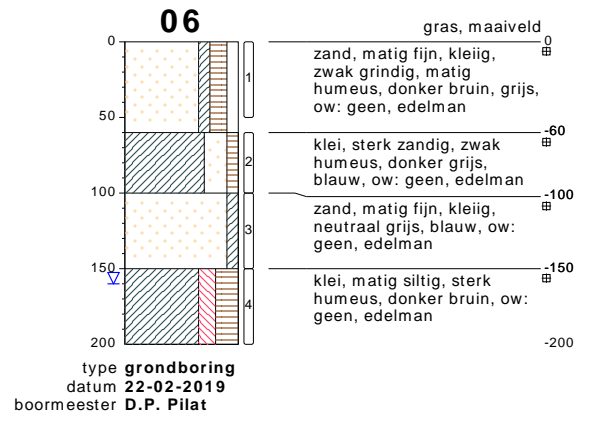 06
gras, maaiveld
0
0
zand, matig fijn, kleiig,
zwak grindig, matig
humeus, donker bruin, grijs,
ow: geen, edelman
1
50
-60
klei, sterk zandig, zwak
humeus, donker grijs,
blauw, ow: geen, edelman
2
100
-100
zand, matig fijn, kleiig,
neutraal grijs, blauw, ow:
geen, edelman
3
150
-150
klei, matig siltig, sterk
humeus, donker bruin, ow:
geen, edelman
4
200
-200
type grondboring
datum 22-02-2019
boormeester D.P. Pilat